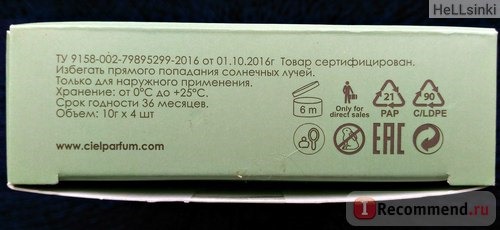 HeLLsinki
ТУ 9158-002-79895299-2016 от 01.10.2016г Товар сертифицирован.
Избегать прямого попадания солнечных лучей.
Только для наружного применения.
Хранение: от 0°С до +25°С.
Срок годности 36 месяцев.
Объем: 10г х 4 шт
www.cielparfum.com
6 m
Only for
direct sales
21
PAP
90
C/LDPE
EAC
IRecommend.ru